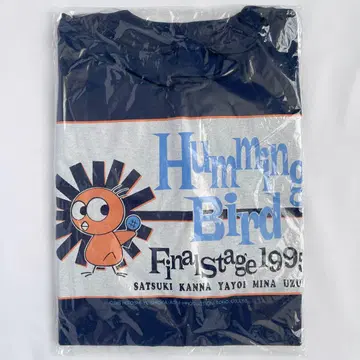 Humming
Bird
Final Stage 1995
SATSUKI KANNA YAYOI MINA UZU